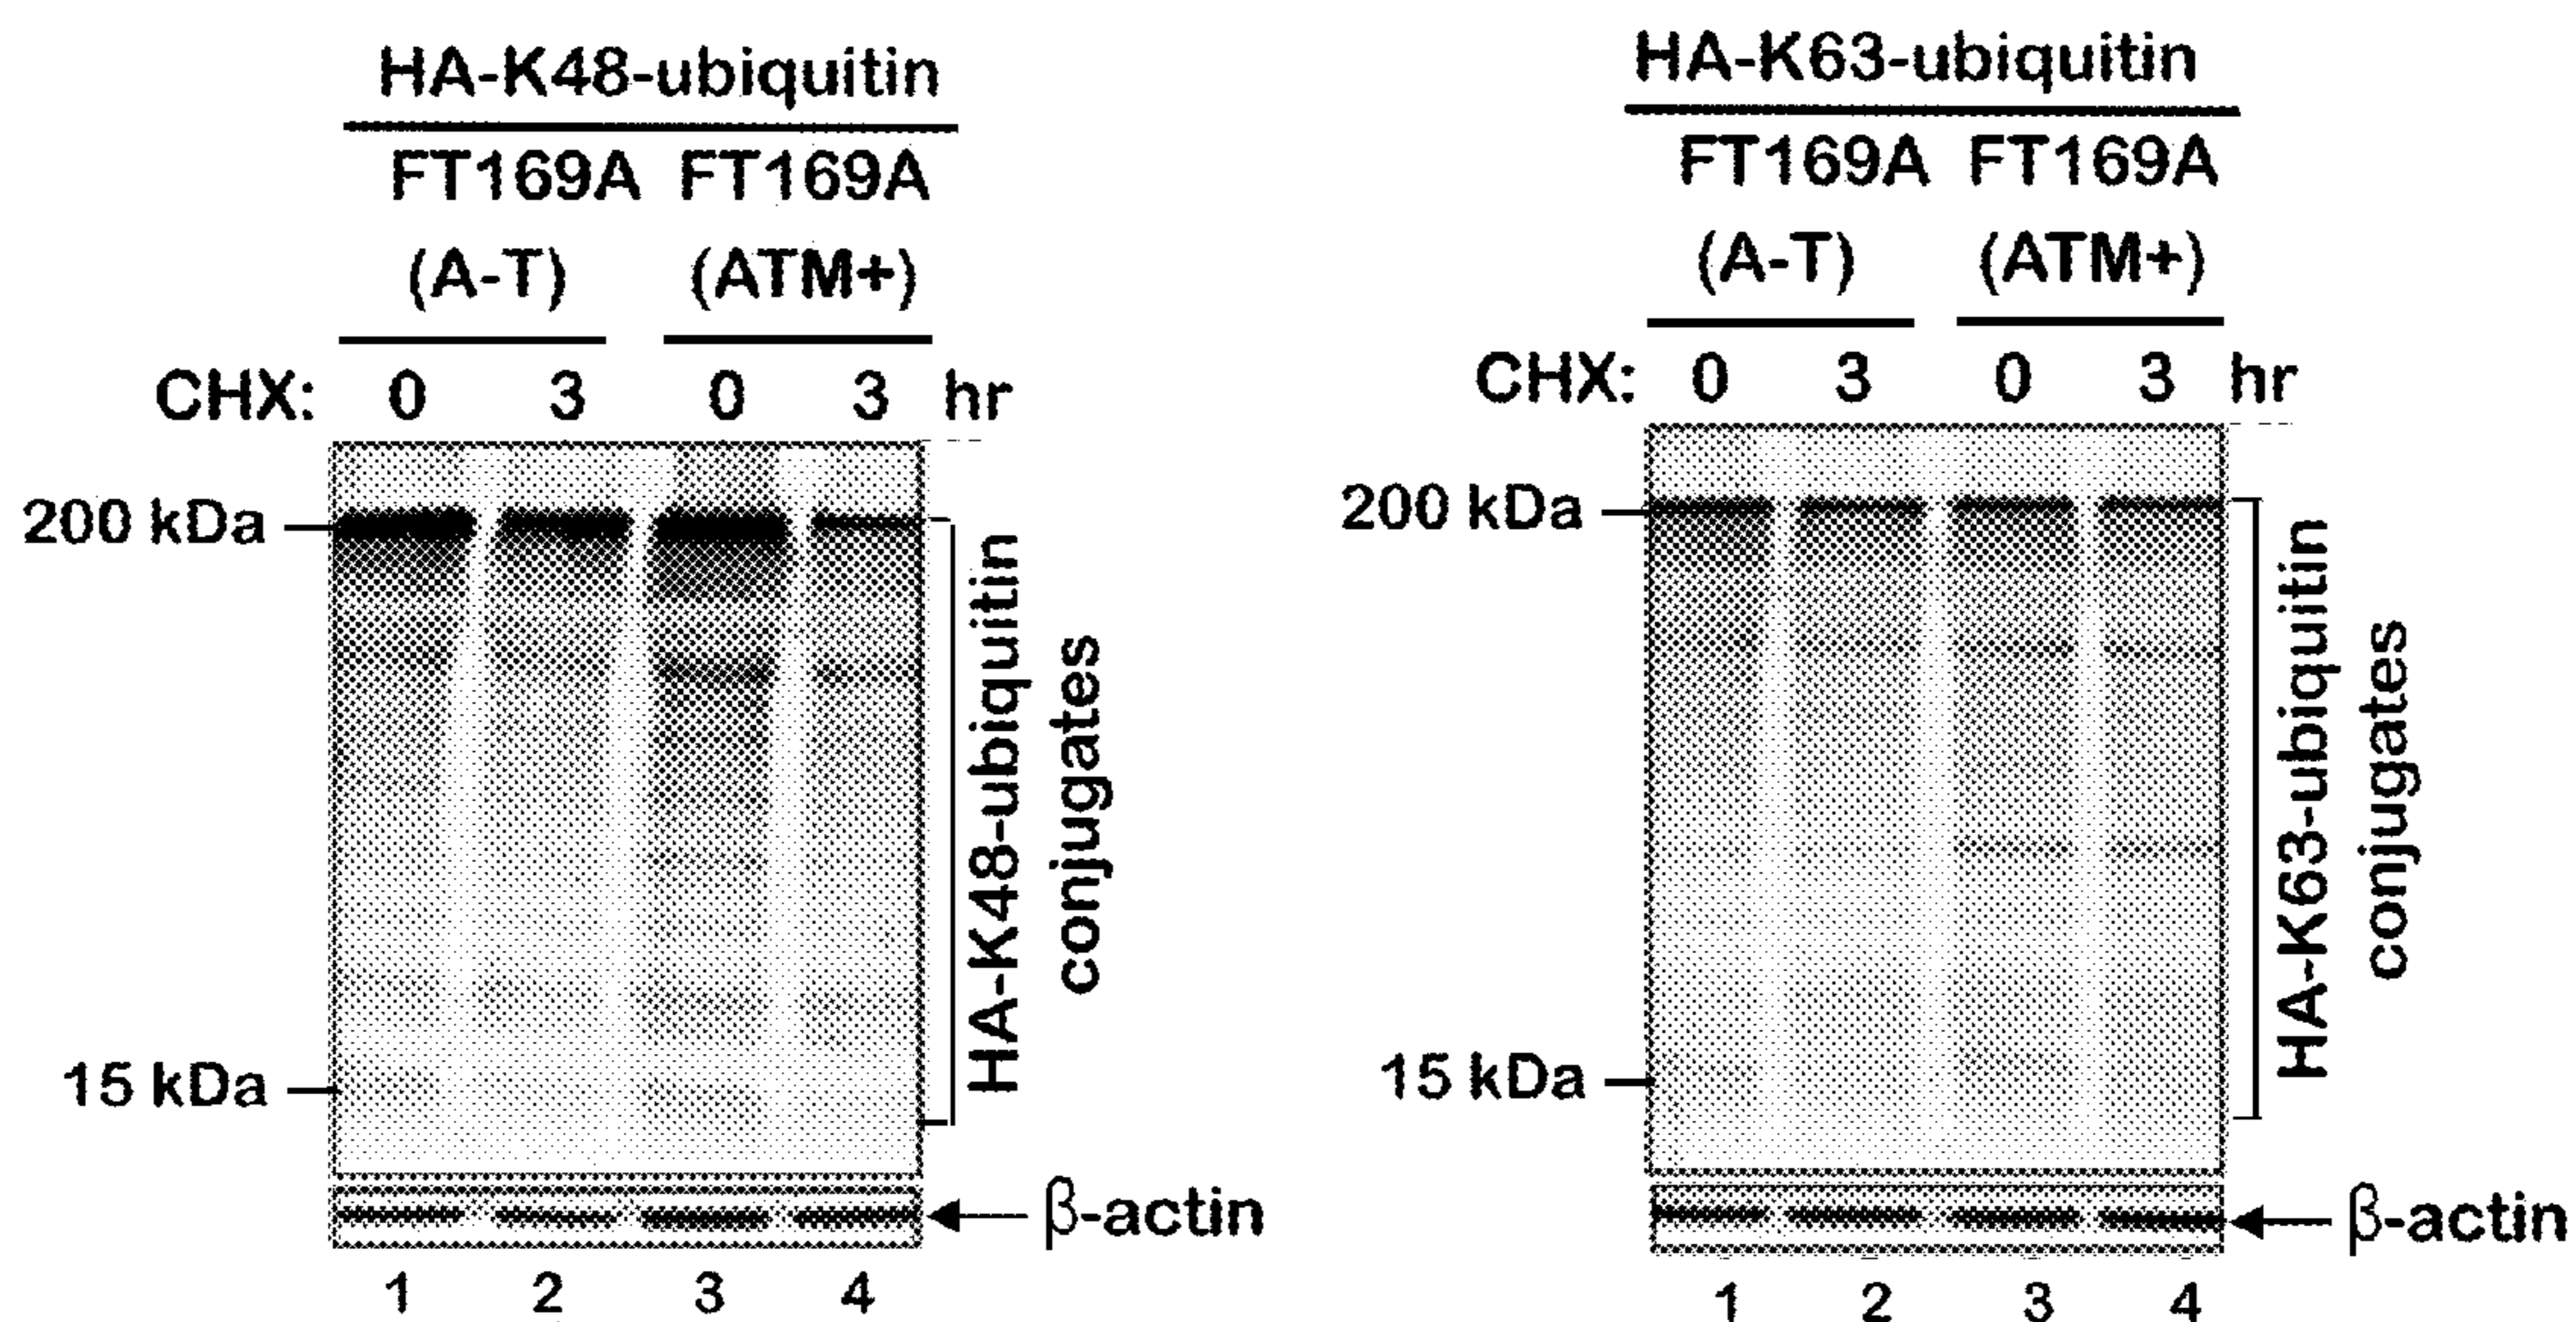 HA-K48-ubiquitin
FT169A FT169A
(A-T) (ATM+)
CHX: 0 3 0 3 hr
200 kDa
15 kDa
HA-K48-ubiquitin
conjugates
β-actin
1 2 3 4
HA-K63-ubiquitin
FT169A FT169A
(A-T) (ATM+)
CHX: 0 3 0 3 hr
200 kDa
15 kDa
HA-K63-ubiquitin
conjugates
β-actin
1 2 3 4